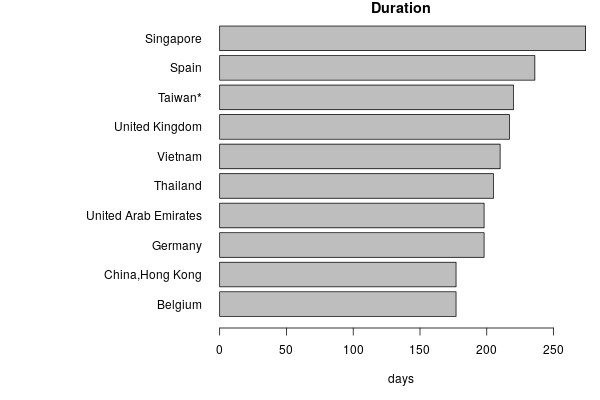 Duration
Singapore
Spain
Taiwan*
United Kingdom
Vietnam
Thailand
United Arab Emirates
Germany
China,Hong Kong
Belgium
0 50 100 150 200 250
days